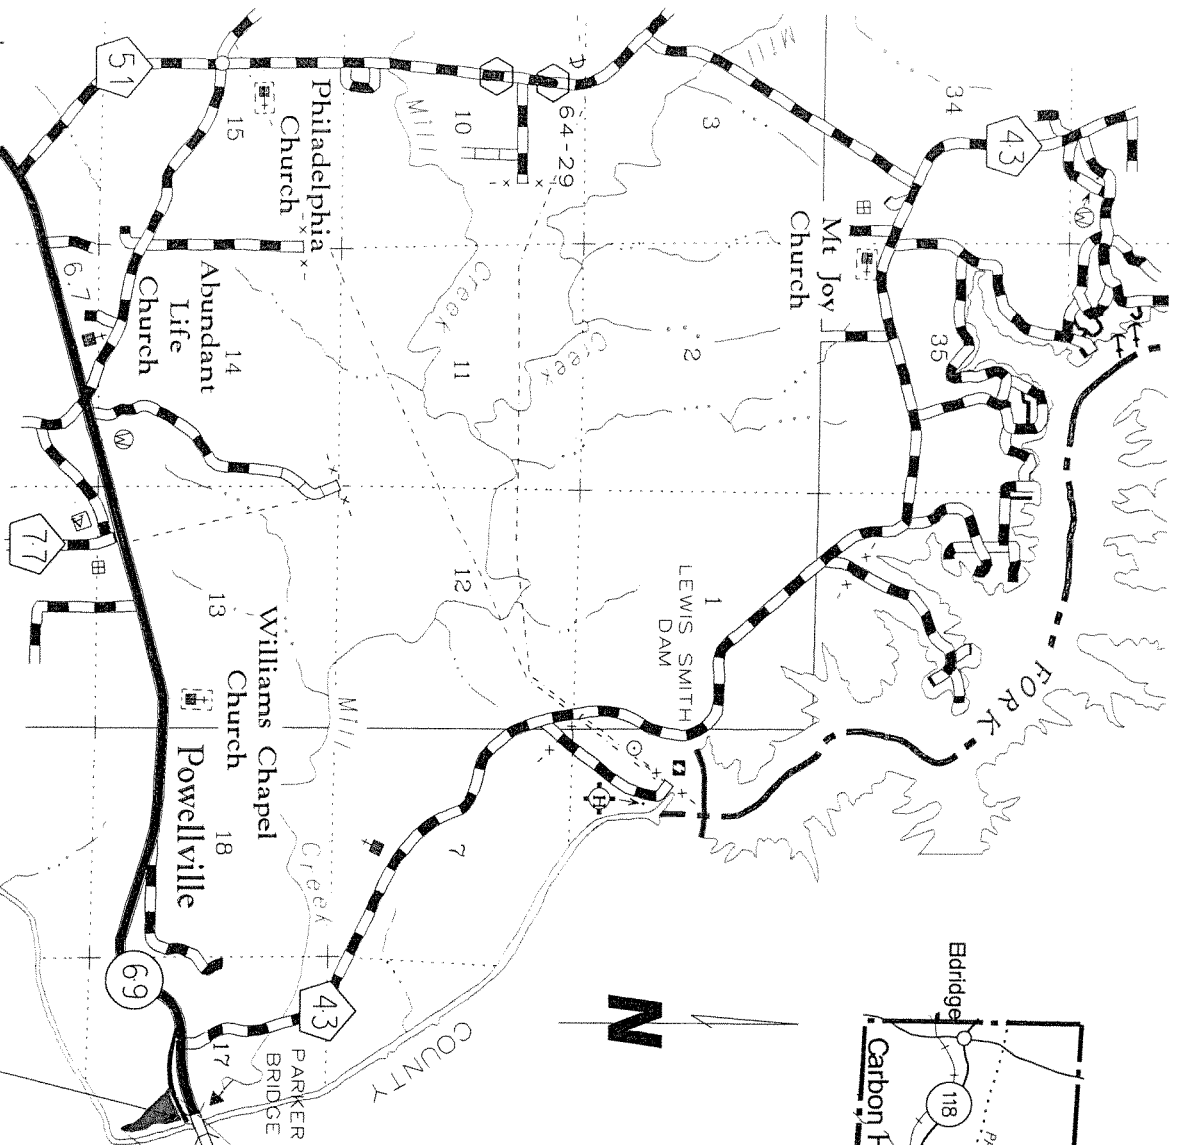 51
15
Philadelphia
Church
10
64-29
Mill
3
Mill
34
43
W
Mt Joy
Church
35
2
Creek
Creek
11
6.7
Abundant
Life
Church
14
W
77
13
12
1
LEWIS SMITH
DAM
FORK
H
Mill
Creek
Williams Chapel
Church
18
Powellville
7
69
43
17
PARKER
BRIDGE
COUNTY
N
Eldridge
118